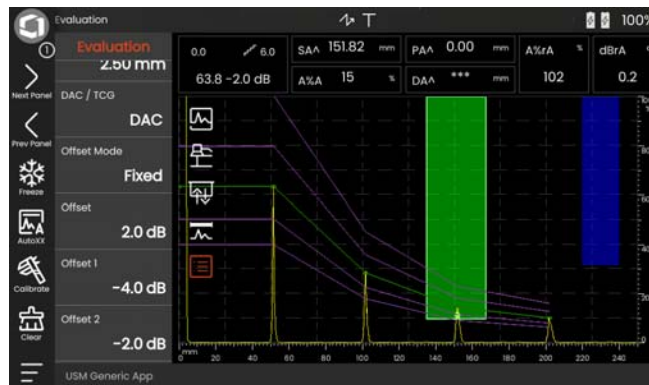 Evaluation
100%
1
Evaluation
2.50 mm
0.0 6.0
63.8 -2.0 dB
SA^ 151.82 mm
PA^ 0.00 mm
A%rA %
dBrA
A%A 15 %
DA^ *** mm
102
0.2
Next Panel
DAC / TCG
DAC
Prev Panel
Offset Mode
Fixed
Freeze
Offset
2.0 dB
AutoXX
Offset 1
-4.0 dB
Calibrate
Offset 2
-2.0 dB
Clear
mm 20 40 60 80 100 120 140 160 180 200 220 240
USM Generic App